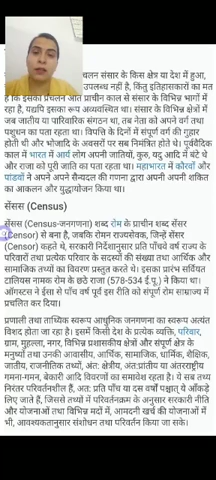 चलन संसार के किस क्षेत्र या देश में हुआ,
उपलब्ध नहीं है, किंतु इतिहासकारों का मत
है कि इसका प्रचलन आत प्राचीन काल से संसार के विभिन्न भागों में
रहा है, यद्यपि इसका रूप अव्यवस्थित था। संसार के विभिन्न क्षेत्रों में
जब जातीय या पारिवारिक संगठन था, तब नेता को अपने वर्ग तथा
पशुधन का पता रहता था। विपत्ति के दिनों में संपूर्ण वर्ग की गुहार
होती थी और भोजादि के अवसरों पर सब निमंत्रित होते थे। पूर्ववैदिक
काल में भारत में आर्य लोग अपनी जातियों, कुरु, यदु आदि में बंटे थे
और राजा को पूरी जाति का पता रहता था। महाभारत में कौरवों और
पांडवों ने अपने अपने सैन्यदल की गणना द्वारा अपनी अपनी शक्ति
का आकलन और युद्धायोजन किया था।
सेंसस (Census)
सेंसस (Census-जनगणना) शब्द रोम के प्राचीन शब्द सेंसर
(Censor) से बना है, जबकि रोमन राज्यसेवक, जिन्हें सेंसर
(Censor) कहते थे, सरकारी निर्देशानुसार प्रति पाँचवे वर्ष राज्य के
परिवारों तथा प्रत्येक परिवार के सदस्यों की संख्या तथा आर्थिक और
सामाजिक तथ्यों का विवरण प्रस्तुत करते थे। इसका प्रारंभ सर्वियत
टालियस नामक रोम के छठे राजा (578-534 ई.पू.) ने किया था।
ऑगस्टस ने ईसा से पाँच वर्ष पूर्व इस रीति को संपूर्ण रोम साम्राज्य में
प्रचलित कर दिया।
प्रणाली तथा तात्विक स्वरूप आधुनिक जनगणना का स्वरूप अत्यंत
विशद होता जा रहा है। इसमें किसी देश के प्रत्येक व्यक्ति, परिवार,
ग्राम, मुहल्ला, नगर, विभिन्न प्रशासकीय क्षेत्रों और संपूर्ण क्षेत्र के
मनुष्यों तथा उनकी आवासीय, आर्थिक, सामाजिक, धार्मिक, शैक्षिक,
जातीय, राजनीतिक तथ्यों, अंत: क्षेत्रीय, अंत:प्रांतीय या अंतरराष्ट्रीय
गमना-गमन, बेकारी आदि विवरणों का समावेश रहता है। ये सब तथ्य
निरंतर परिवर्तनशील हैं, अत: प्रति पाँच या दस वर्षों पश्चात् ये आँकड़े
लिए जाते हैं, जिससे तथ्यों में परिवर्तनक्रम के अनुसार सरकारी नीति
और योजनाओं तथा विभिन्न मदों में, आमदनी खर्च की योजनाओं में
भी, आवश्यकतानुसार संशोधन तथा परिवर्तन किया जा सके।